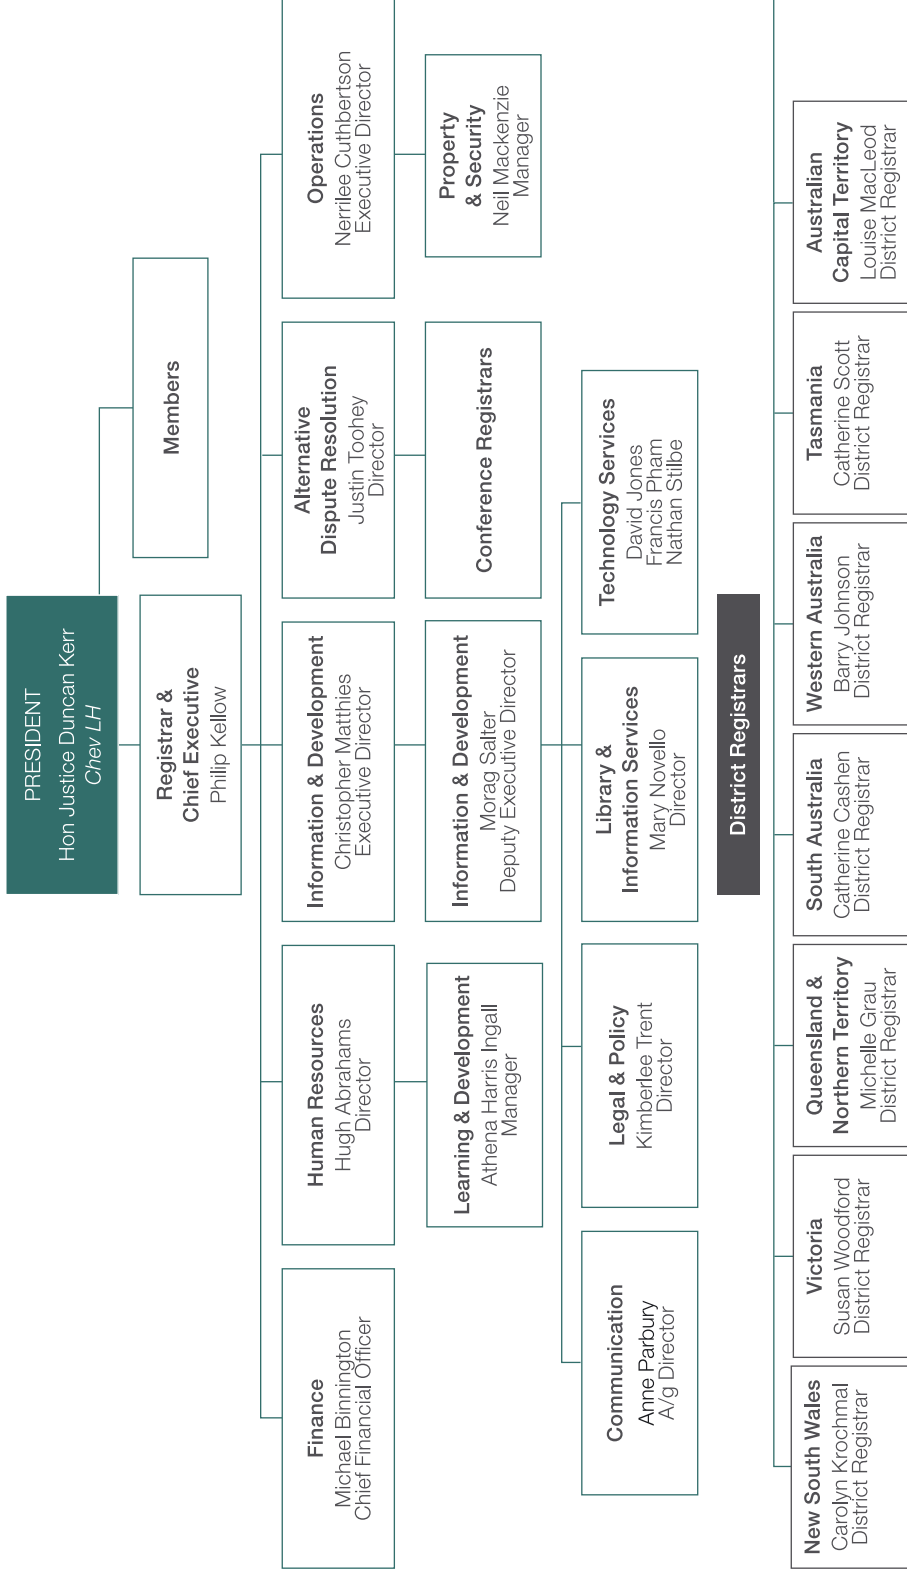 PRESIDENT
Hon Justice Duncan Kerr
Chev LH
Registrar &
Chief Executive
Philip Kellow
Members
Finance
Michael Binnington
Chief Financial Officer
Human Resources
Hugh Abrahams
Director
Information & Development
Christopher Matthies
Executive Director
Alternative
Dispute Resolution
Justin Toohey
Director
Operations
Nerrilee Cuthbertson
Executive Director
Learning & Development
Athena Harris Ingall
Manager
Information & Development
Morag Salter
Deputy Executive Director
Conference Registrars
Property
& Security
Neil Mackenzie
Manager
Communication
Anne Parbury
A/g Director
Legal & Policy
Kimberlee Trent
Director
Library &
Information Services
Mary Novello
Director
Technology Services
David Jones
Francis Pham
Nathan Stilbe
District Registrars
New South Wales
Carolyn Krochmal
District Registrar
Victoria
Susan Woodford
District Registrar
Queensland &
Northern Territory
Michelle Grau
District Registrar
South Australia
Catherine Cashen
District Registrar
Western Australia
Barry Johnson
District Registrar
Tasmania
Catherine Scott
District Registrar
Australian
Capital Territory
Louise MacLeod
District Registrar